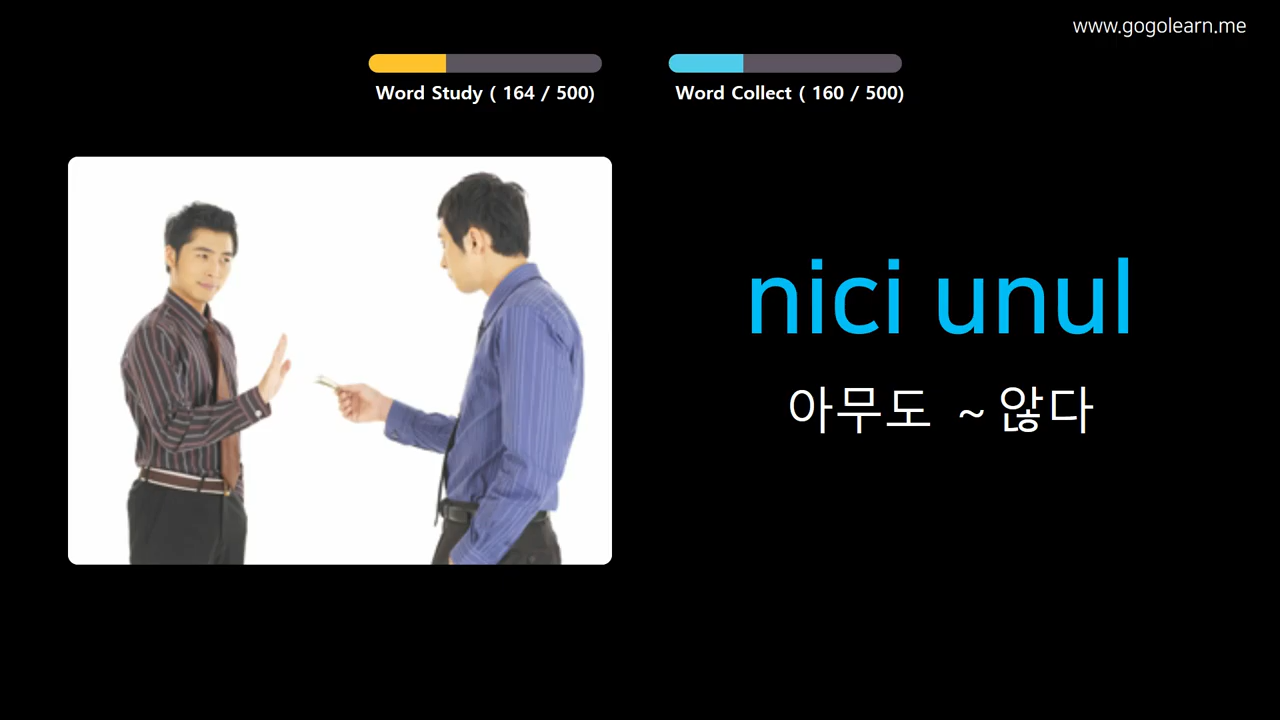 www.gogolearn.me
Word Study ( 164 / 500)
Word Collect ( 160 / 500)
nici unul
아무도 ~ 않다